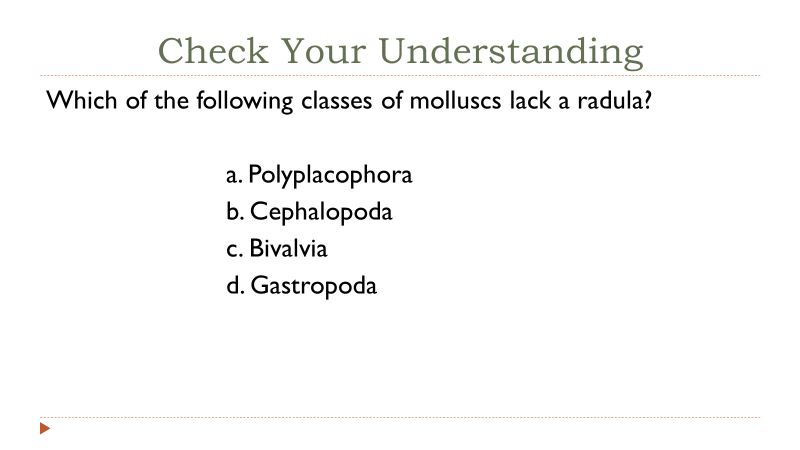 Check Your Understanding
Which of the following classes of molluscs lack a radula?
a. Polyplacophora
b. Cephalopoda
c. Bivalvia
d. Gastropoda